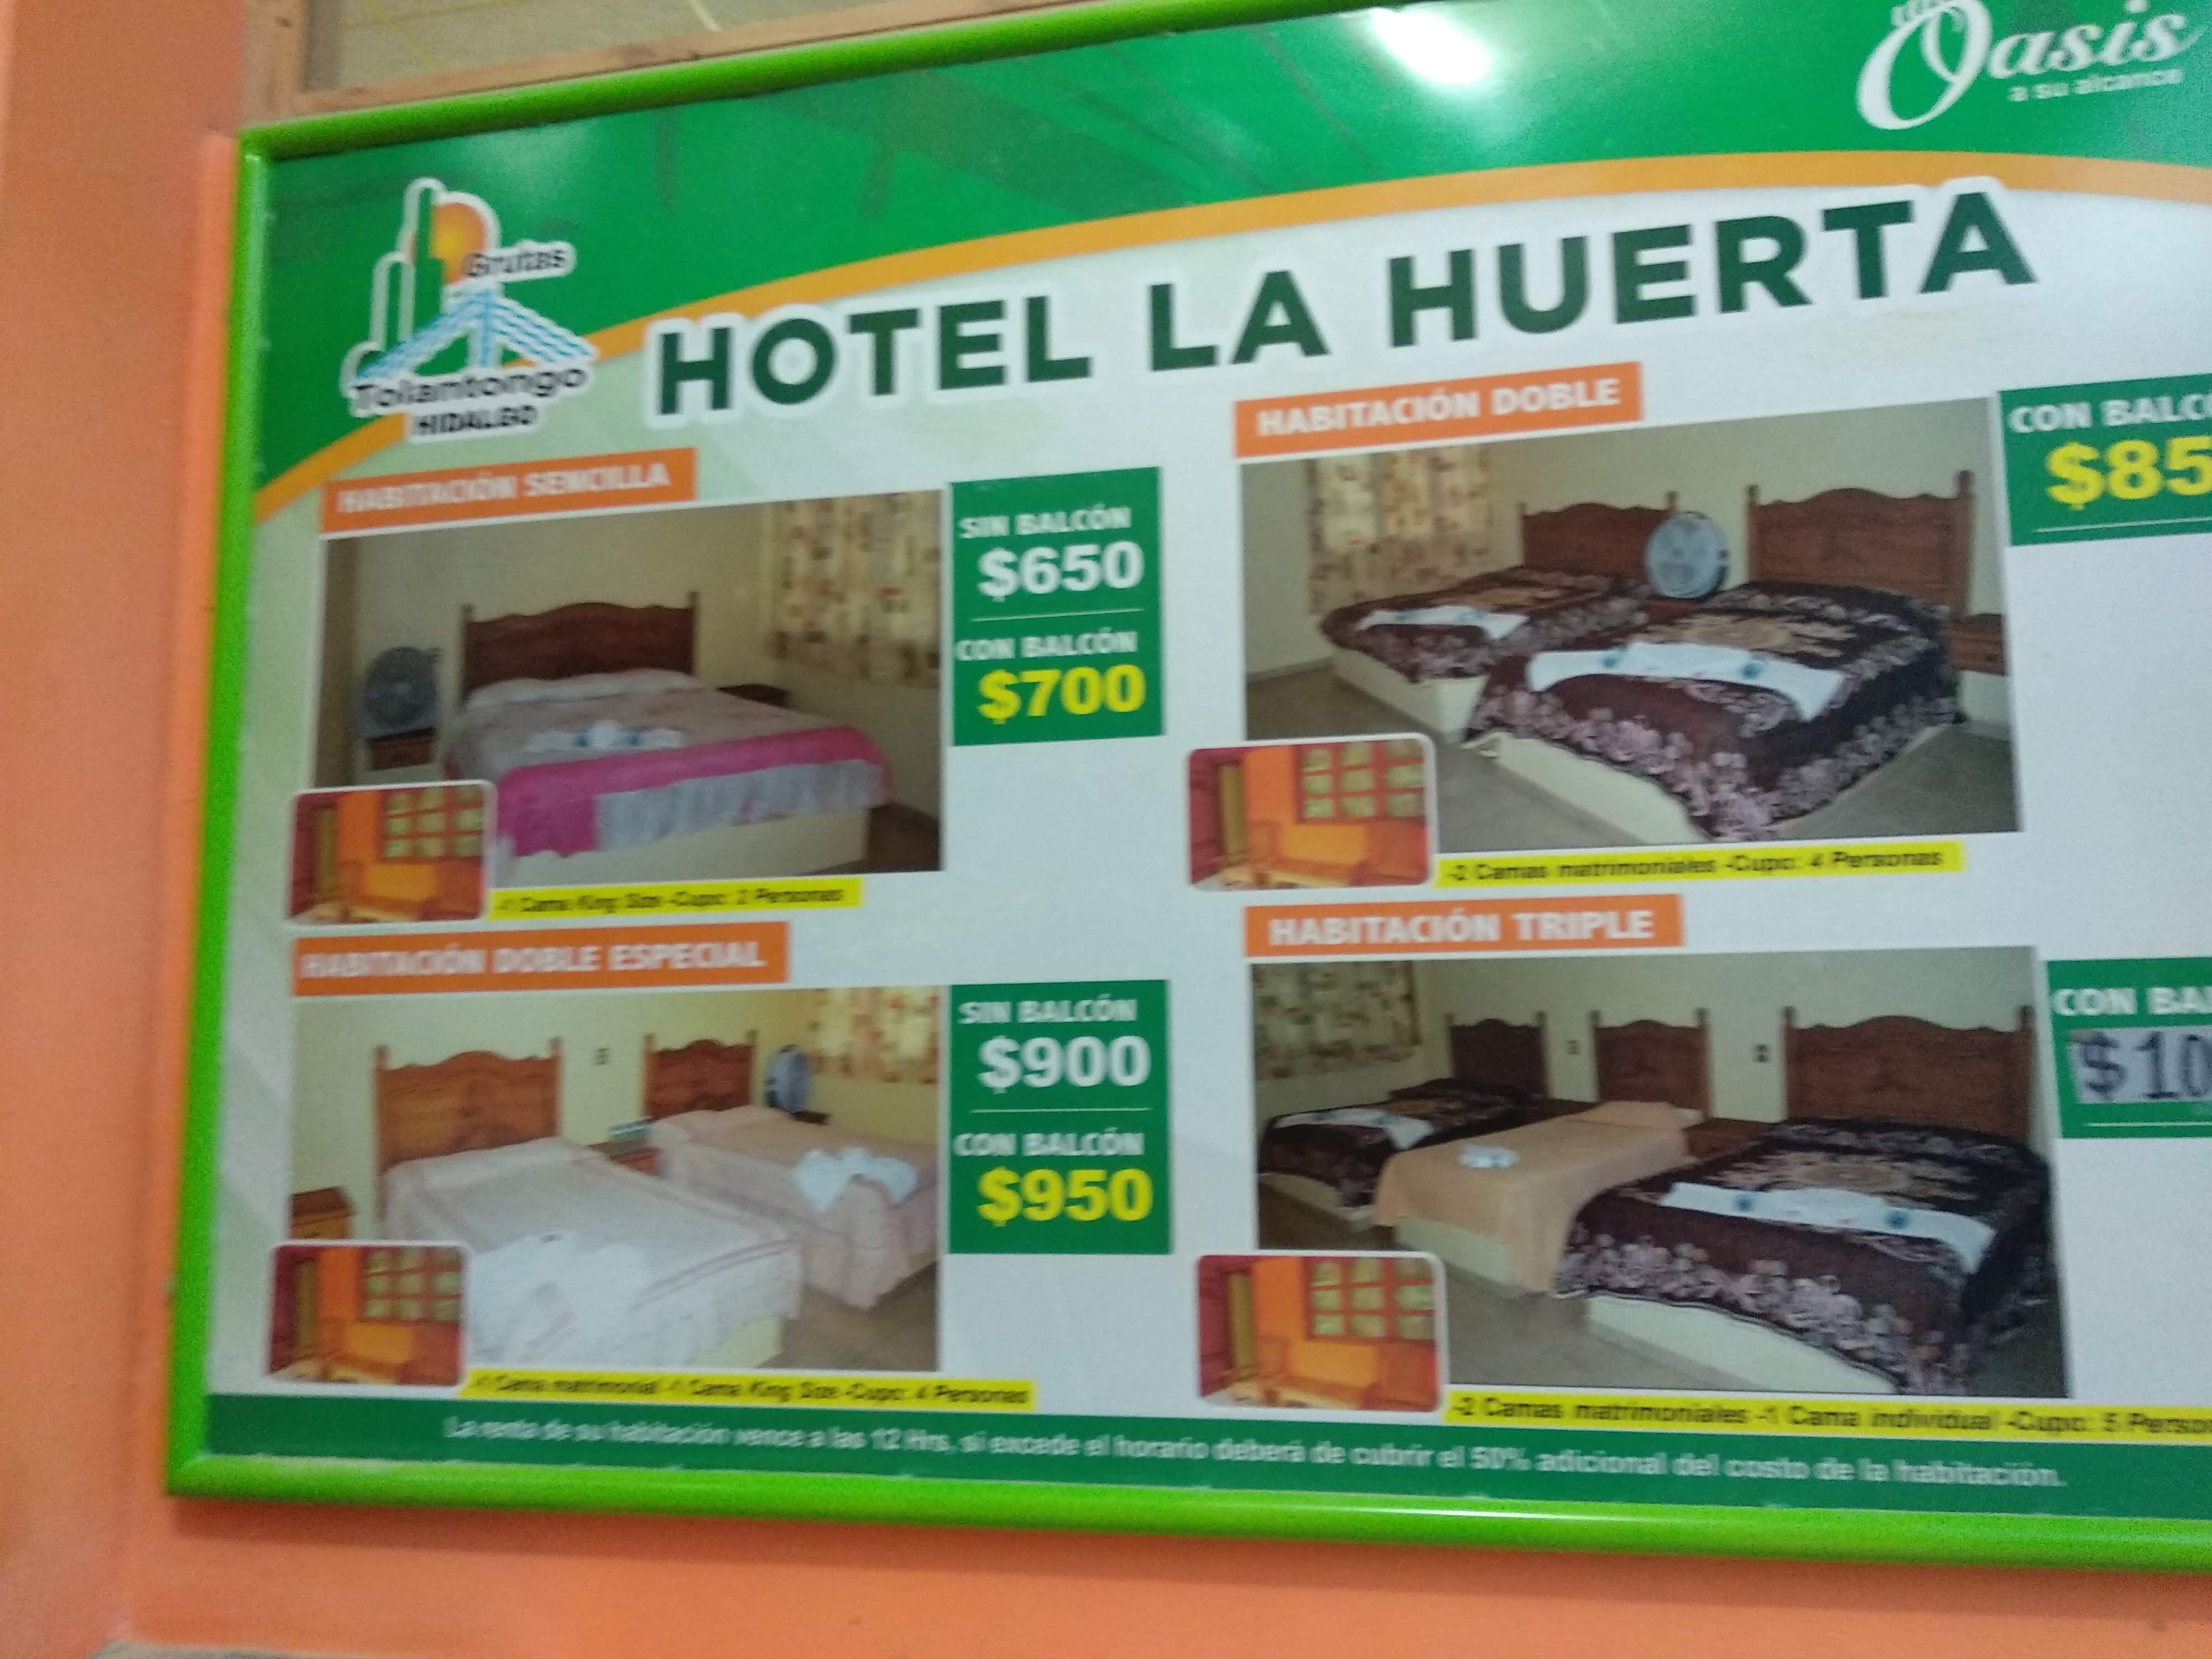 Oasis
a su alcance
Grutas
Tolantongo
HIDALGO
HOTEL LA HUERTA
HABITACIÓN SENCILLA
SIN BALCÓN
$650
CON BALCÓN
$700
-1 Cama King Size -Cupo: 2 Personas
HABITACIÓN DOBLE
CON BALC
$85
-2 Camas matrimoniales -Cupo: 4 Personas
HABITACIÓN DOBLE ESPECIAL
SIN BALCÓN
$900
CON BALCÓN
$950
-1 Cama matrimonial -1 Cama King Size -Cupo: 4 Personas
HABITACIÓN TRIPLE
CON BA
$10
-2 Camas matrimoniales -1 Cama individual -Cupo: 5 Perso
La renta de su habitación vence a las 12 Hrs, si excede el horario deberá de cubrir el 50% adicional del costo de la habitación.